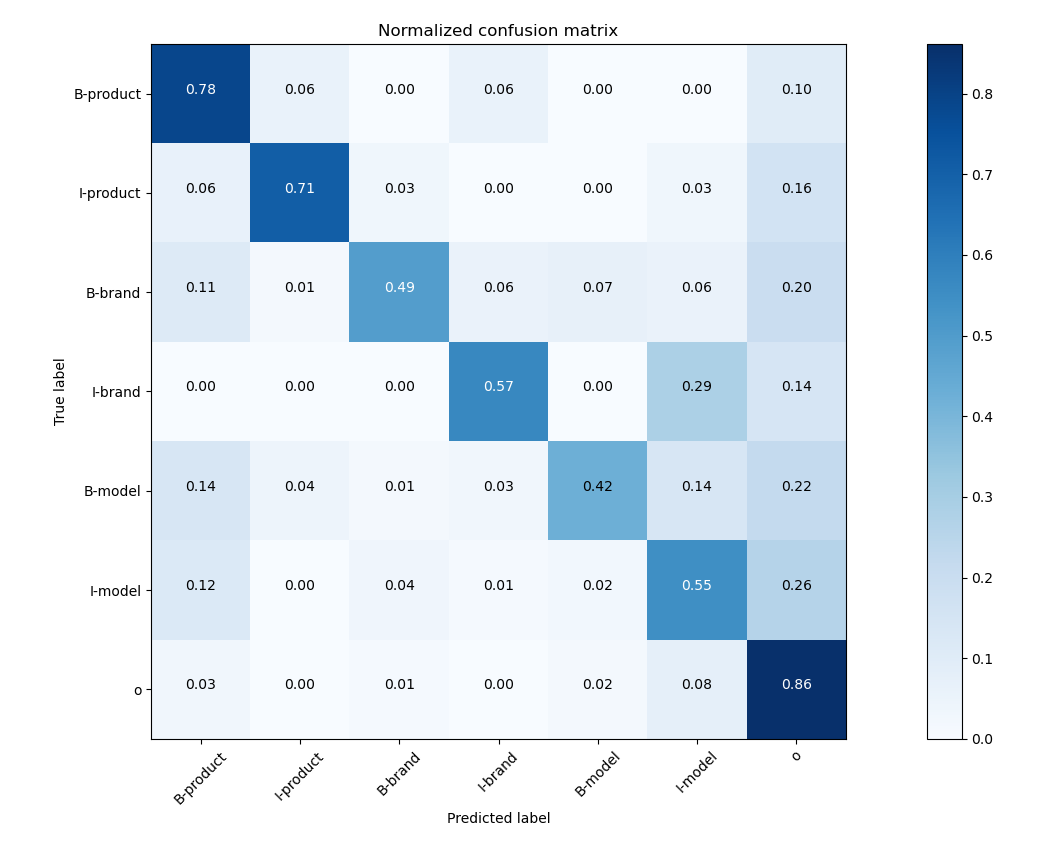 Normalized confusion matrix
True label
B-product 0.78 0.06 0.00 0.06 0.00 0.00 0.10
I-product 0.06 0.71 0.03 0.00 0.00 0.03 0.16
B-brand 0.11 0.01 0.49 0.06 0.07 0.06 0.20
I-brand 0.00 0.00 0.00 0.57 0.00 0.29 0.14
B-model 0.14 0.04 0.01 0.03 0.42 0.14 0.22
I-model 0.12 0.00 0.04 0.01 0.02 0.55 0.26
o 0.03 0.00 0.01 0.00 0.02 0.08 0.86
B-product I-product B-brand I-brand B-model I-model o
Predicted label
0.8
0.7
0.6
0.5
0.4
0.3
0.2
0.1
0.0